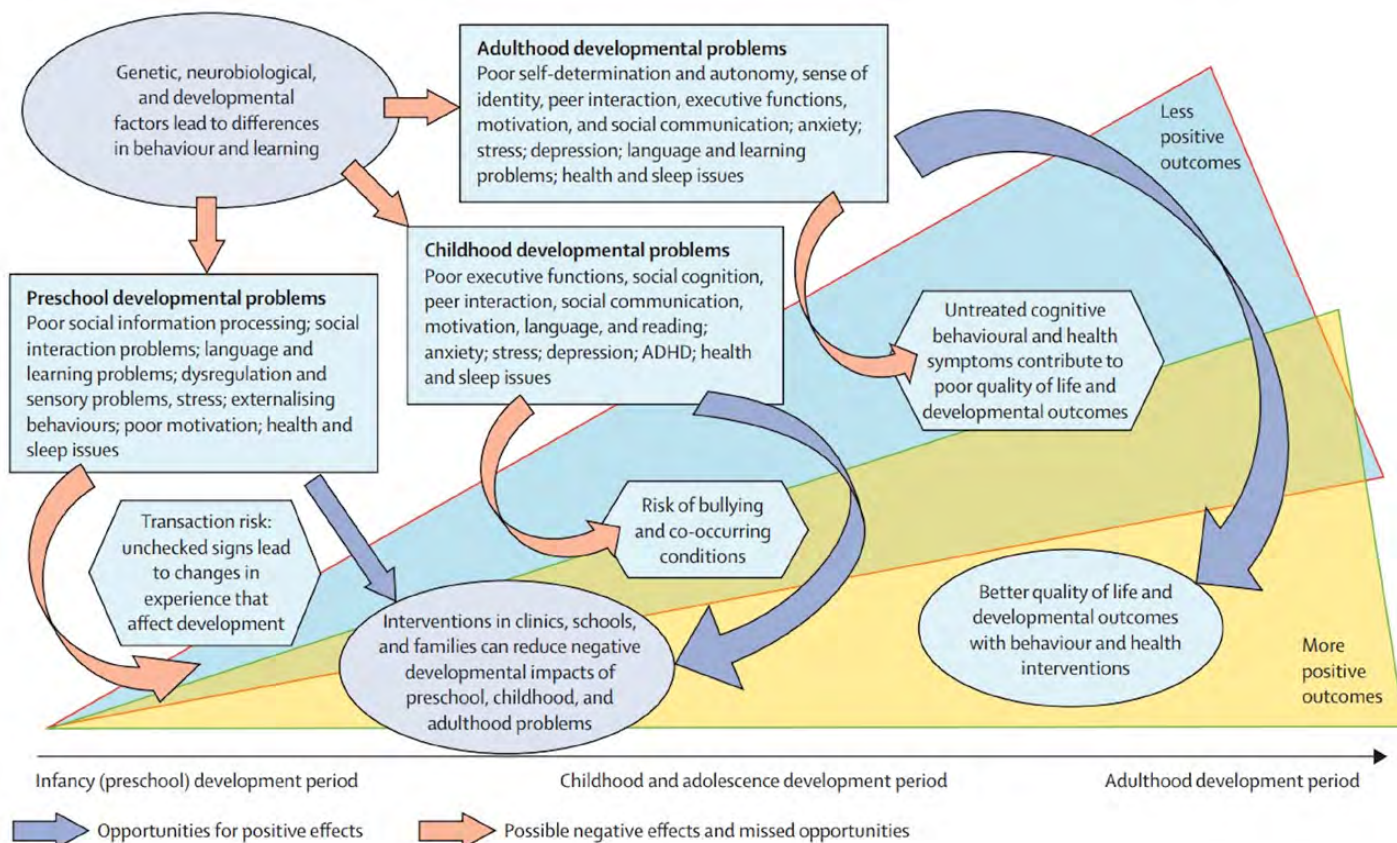 Genetic, neurobiological,
and developmental
factors lead to differences
in behaviour and learning
Adulthood developmental problems
Poor self-determination and autonomy, sense of
identity, peer interaction, executive functions,
motivation, and social communication; anxiety;
stress; depression; language and learning
problems; health and sleep issues
Less
positive
outcomes
Childhood developmental problems
Poor executive functions, social cognition,
peer interaction, social communication,
motivation, language, and reading;
anxiety; stress; depression; ADHD; health
and sleep issues
Preschool developmental problems
Poor social information processing; social
interaction problems; language and
learning problems; dysregulation and
sensory problems, stress; externalising
behaviours; poor motivation; health and
sleep issues
Untreated cognitive
behavioural and health
symptoms contribute to
poor quality of life and
developmental outcomes
Transaction risk:
unchecked signs lead
to changes in
experience that
affect development
Risk of bullying
and co-occurring
conditions
Interventions in clinics, schools,
and families can reduce negative
developmental impacts of
preschool, childhood, and
adulthood problems
Better quality of life and
developmental outcomes
with behaviour and health
interventions
More
positive
outcomes
Infancy (preschool) development period
Childhood and adolescence development period
Adulthood development period
Opportunities for positive effects
Possible negative effects and missed opportunities